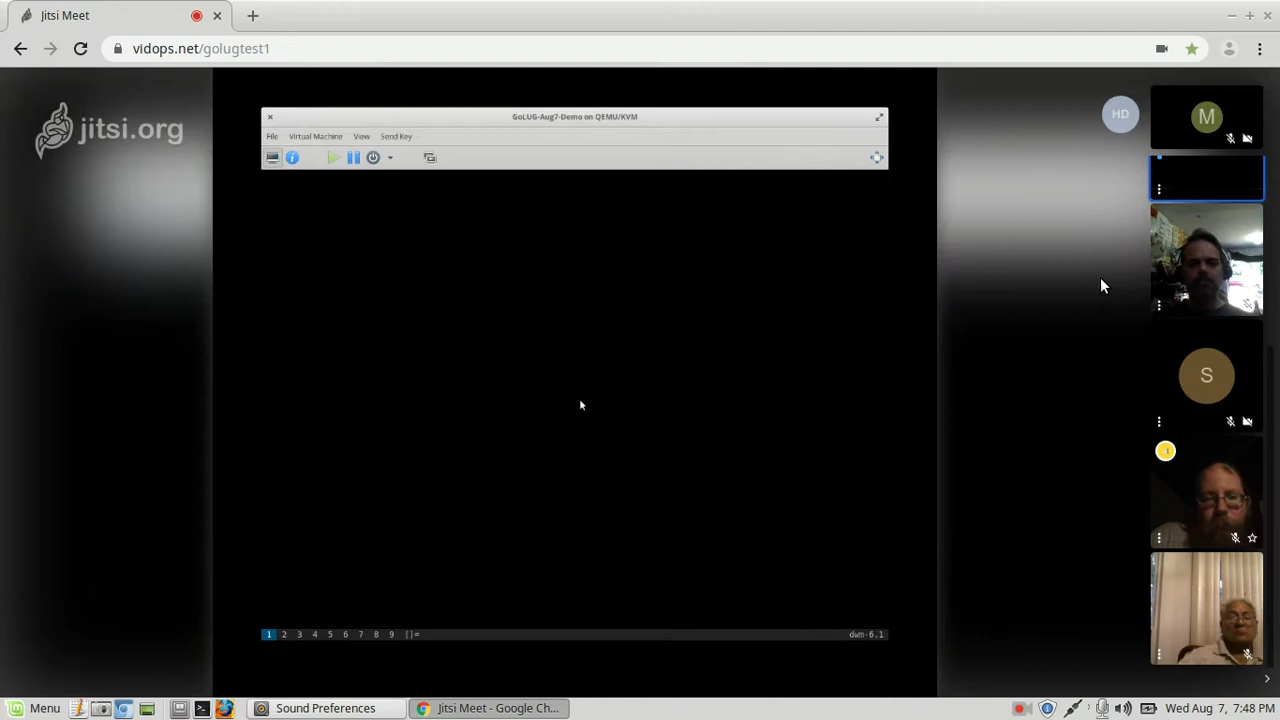 Jitsi Meet
vidops.net/golugtest1
jitsi.org
HD
M
GoLUG-Aug7-Demo on QEMU/KVM
File Virtual Machine View Send Key
S
1 2 3 4 5 6 7 8 9 []= dwm-6.1
Menu Sound Preferences Jitsi Meet - Google Ch... Wed Aug 7, 7:48 PM